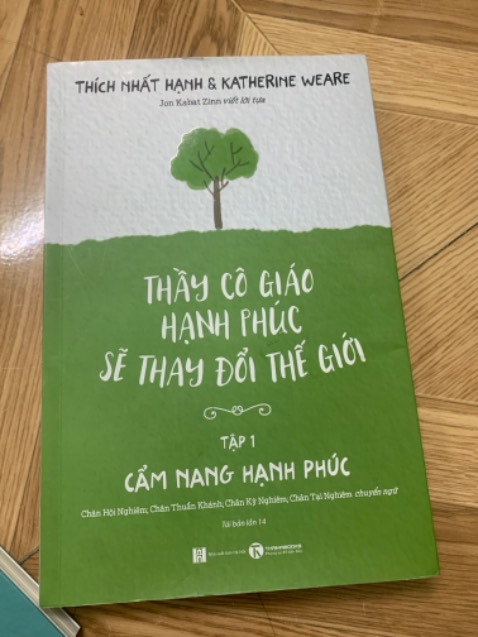 THÍCH NHẤT HẠNH & KATHERINE WEARE
Jon Kabat Zinn viết lời tựa
THẦY CÔ GIÁO
HẠNH PHÚC
SẼ THAY ĐỔI THẾ GIỚI
TẬP 1
CẨM NANG HẠNH PHÚC
Chân Hội Nghiêm, Chân Thuần Khánh, Chân Kỳ Nghiêm, Chân Tại Nghiêm chuyển ngữ
Tái bản lần 14
THAIHABOOKS